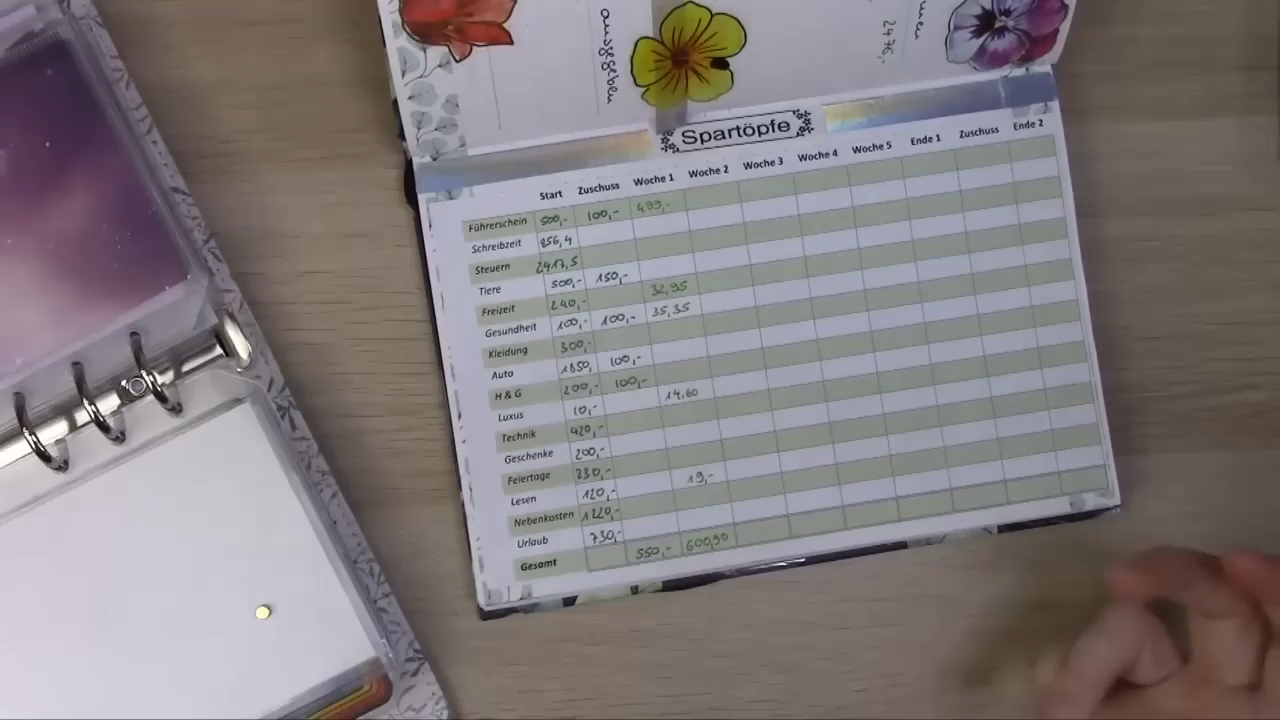 ausgegeben
2476,-
Spartöpfe
Start Zuschuss Woche 1 Woche 2 Woche 3 Woche 4 Woche 5 Ende 1 Zuschuss Ende 2
Führerschein 500,- 100,- 499,-
Schreibzeit 856,4
Steuern 2417,5
Tiere 500,- 150,-
Freizeit 240,- 32,95
Gesundheit 100,- 100,- 35,35
Kleidung 300,-
Auto 1850, 100,-
H & G 200,- 100,-
Luxus 10,- 14,60
Technik 420,-
Geschenke 200,-
Feiertage 230,-
Lesen 120,- 19,-
Nebenkosten 1220,-
Urlaub 730,-
Gesamt 550,- 600,90